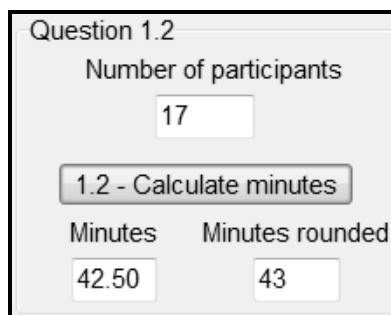 Question 1.2
Number of participants
17
1.2 - Calculate minutes
Minutes Minutes rounded
42.50 43